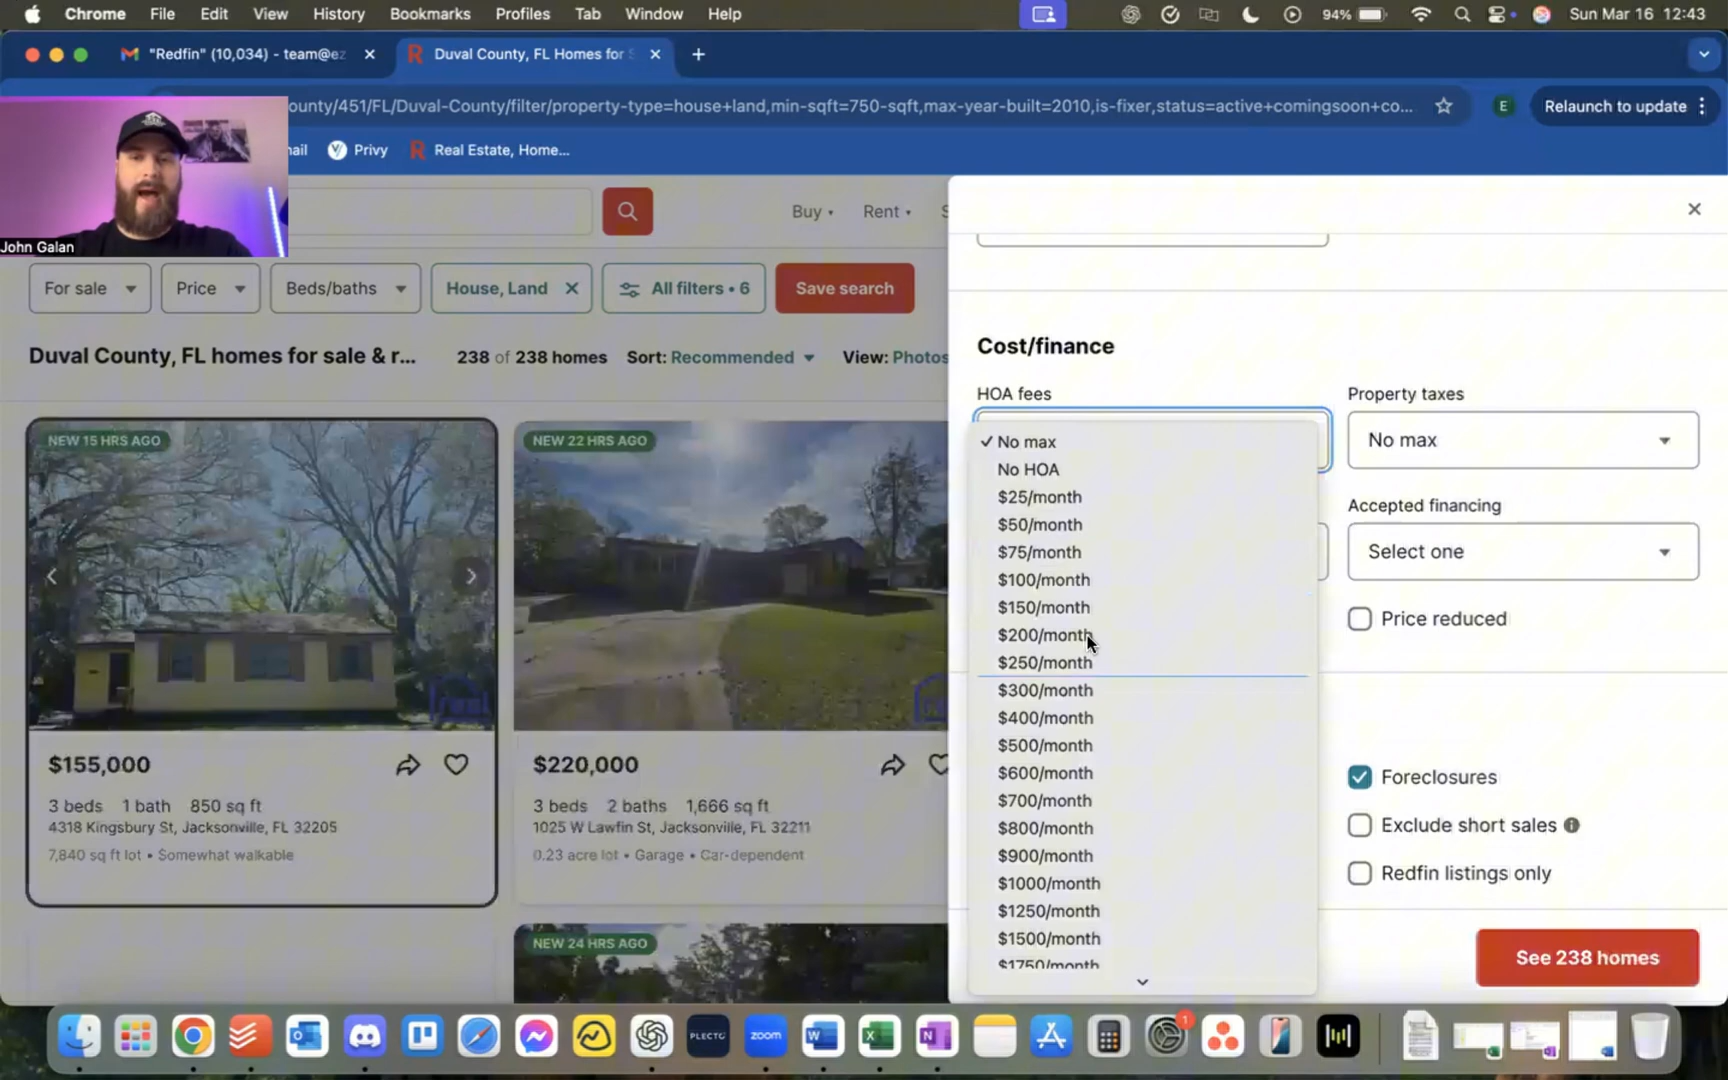 Chrome File Edit View History Bookmarks Profiles Tab Window Help 94% Sun Mar 16 12:43
"Redfin" (10,034) - team@ez
Duval County, FL Homes for S
ounty/451/FL/Duval-County/filter/property-type=house+land,min-sqft=750-sqft,max-year-built=2010,is-fixer,status=active+comingsoon+co...
E
Relaunch to update
ail
Privy
Real Estate, Home...
John Galan
Buy
Rent
For sale
Price
Beds/baths
House, Land
All filters • 6
Save search
Duval County, FL homes for sale & r...
238 of 238 homes
Sort: Recommended
View: Photos
NEW 15 HRS AGO
$155,000
3 beds 1 bath 850 sq ft
4318 Kingsbury St, Jacksonville, FL 32205
7,840 sq ft lot • Somewhat walkable
NEW 22 HRS AGO
$220,000
3 beds 2 baths 1,666 sq ft
1025 W Lawfin St, Jacksonville, FL 32211
0.23 acre lot • Garage • Car-dependent
NEW 24 HRS AGO
Cost/finance
HOA fees
No max
No HOA
$25/month
$50/month
$75/month
$100/month
$150/month
$200/month
$250/month
$300/month
$400/month
$500/month
$600/month
$700/month
$800/month
$900/month
$1000/month
$1250/month
$1500/month
$1750/month
Property taxes
No max
Accepted financing
Select one
Price reduced
Foreclosures
Exclude short sales
Redfin listings only
See 238 homes
PLECTO
zoom
1